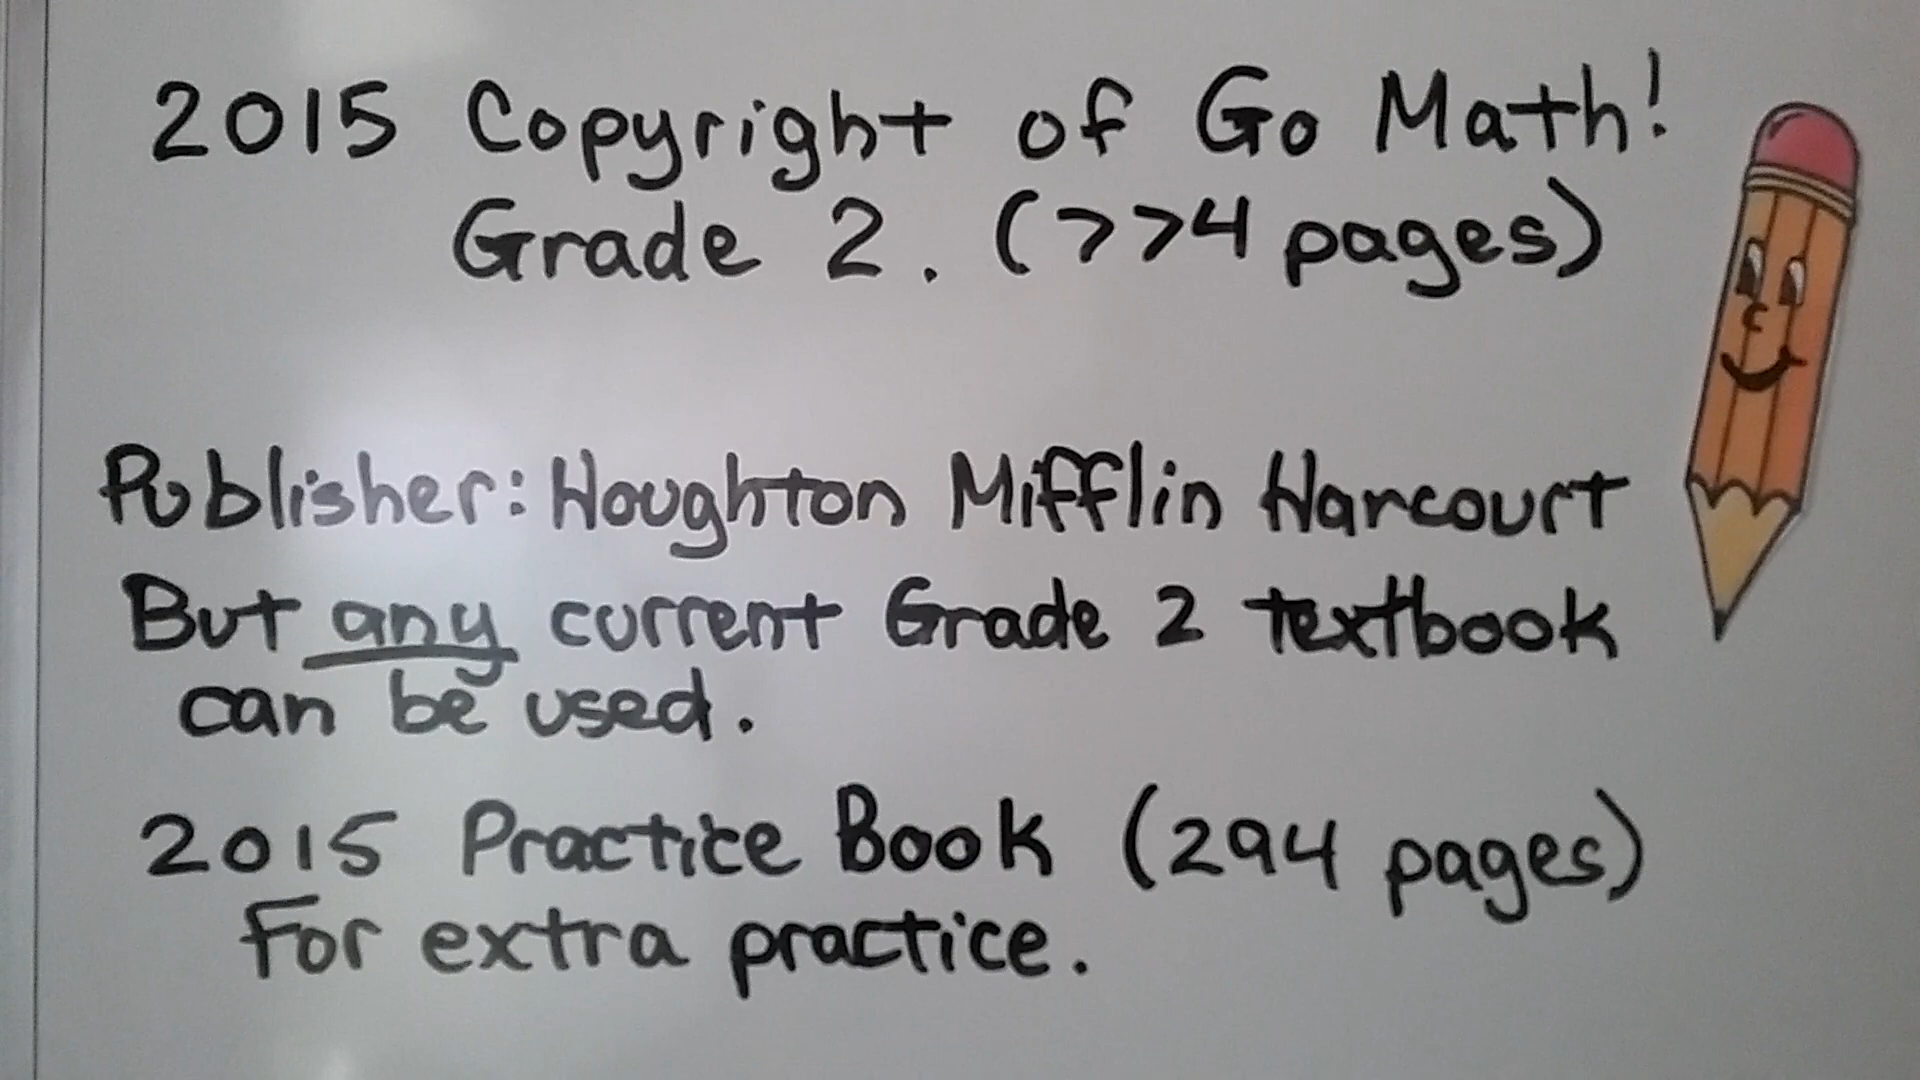 2015 Copyright of Go Math!
Grade 2. (774 pages)
Publisher: Houghton Mifflin Harcourt
But any current Grade 2 textbook
can be used.
2015 Practice Book (294 pages)
For extra practice.